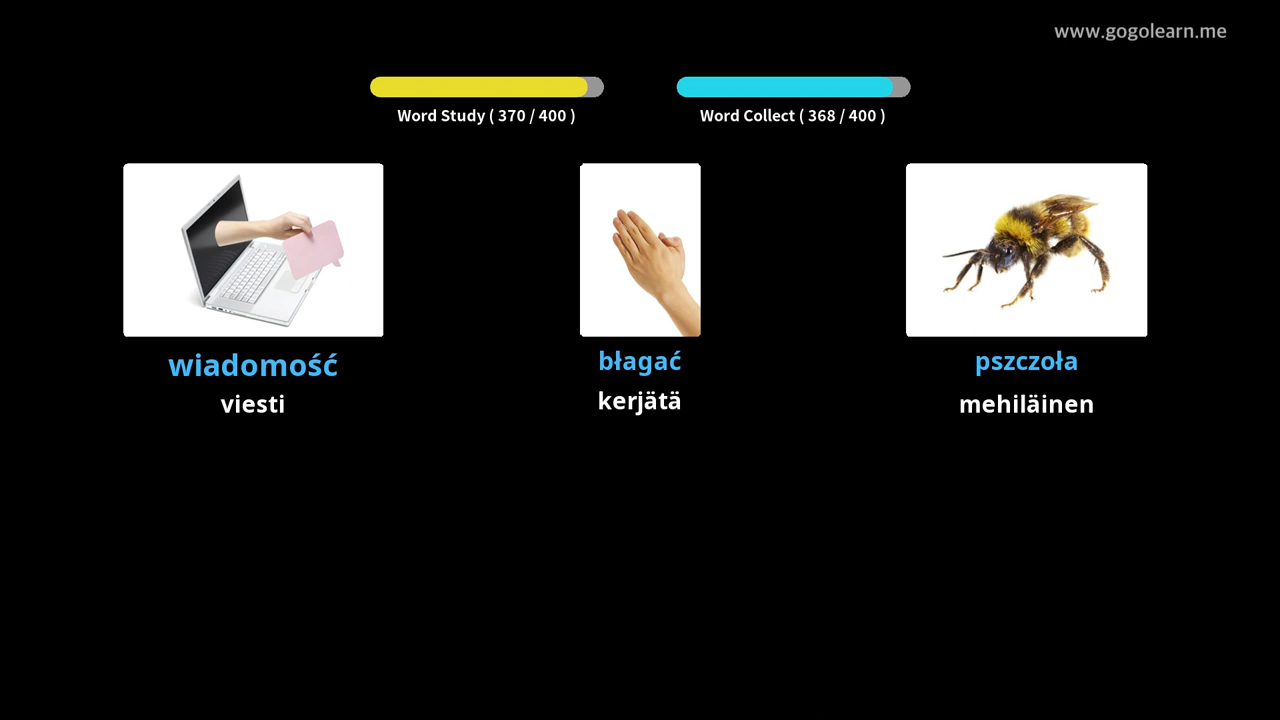 www.gogolearn.me
Word Study ( 370 / 400 )
Word Collect ( 368 / 400 )
wiadomość
viesti
błagać
kerjätä
pszczoła
mehiläinen